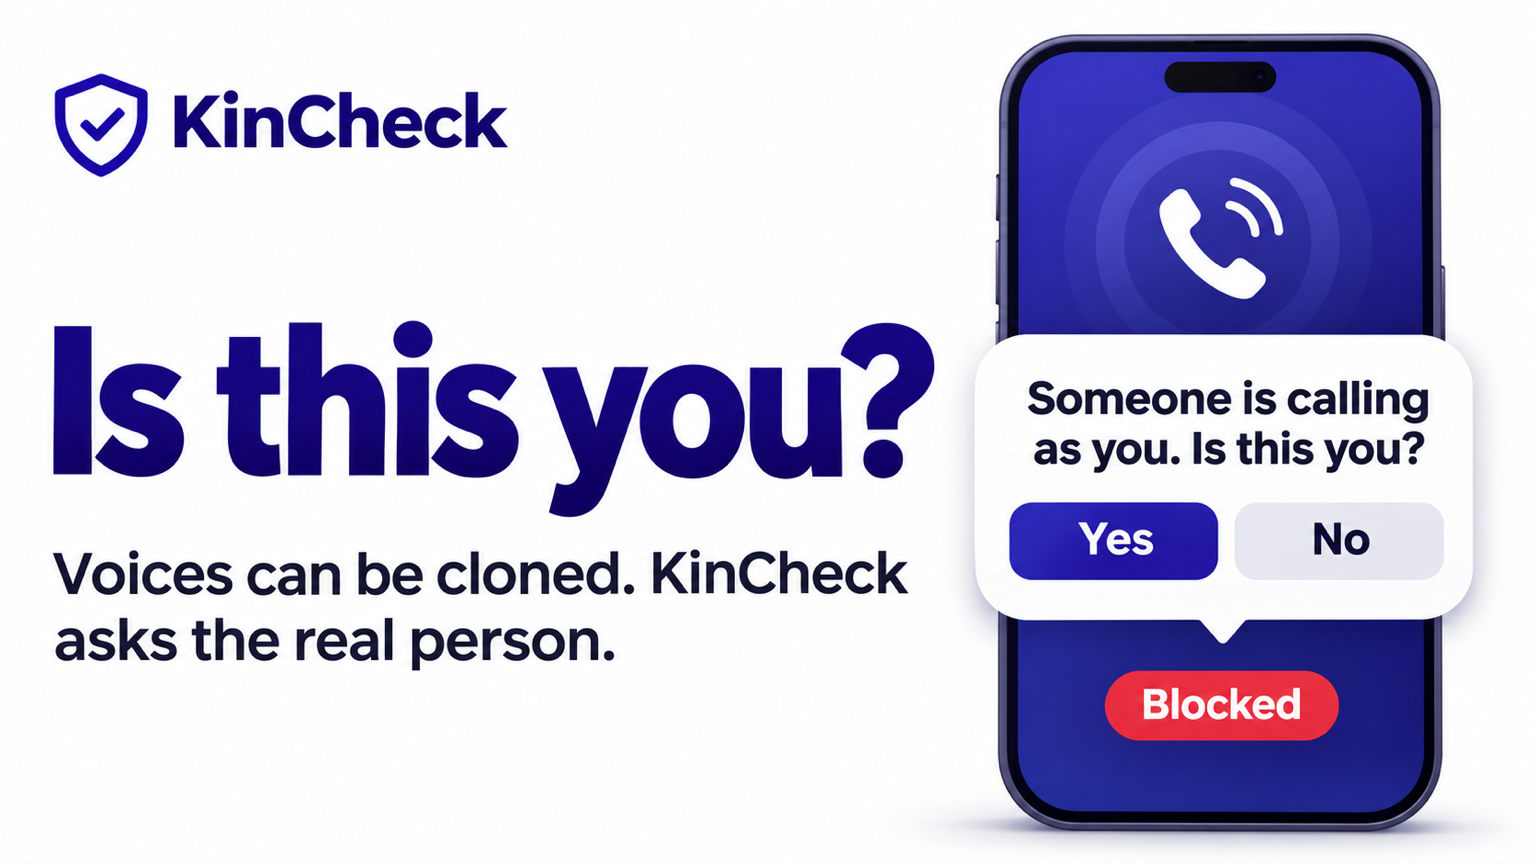 KinCheck
Is this you?
Voices can be cloned. KinCheck
asks the real person.
Someone is calling
as you. Is this you?
Yes
No
Blocked